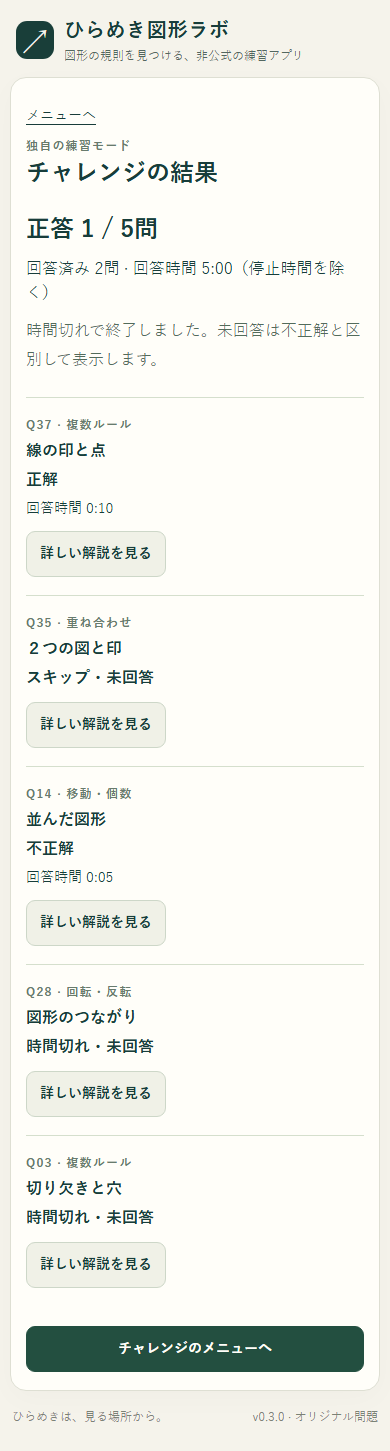 ひらめき図形ラボ
図形の規則を見つける、非公式の練習アプリ
メニューへ
独自の練習モード
チャレンジの結果
正答 1 / 5問
回答済み 2問 · 回答時間 5:00（停止時間を除
く）
時間切れで終了しました。未回答は不正解と区
別して表示します。
Q37 · 複数ルール
線の印と点
正解
回答時間 0:10
詳しい解説を見る
Q35 · 重ね合わせ
２つの図と印
スキップ・未回答
詳しい解説を見る
Q14 · 移動・個数
並んだ図形
不正解
回答時間 0:05
詳しい解説を見る
Q28 · 回転・反転
図形のつながり
時間切れ・未回答
詳しい解説を見る
Q03 · 複数ルール
切り欠きと穴
時間切れ・未回答
詳しい解説を見る
チャレンジのメニューへ
ひらめきは、見る場所から。
v0.3.0 · オリジナル問題